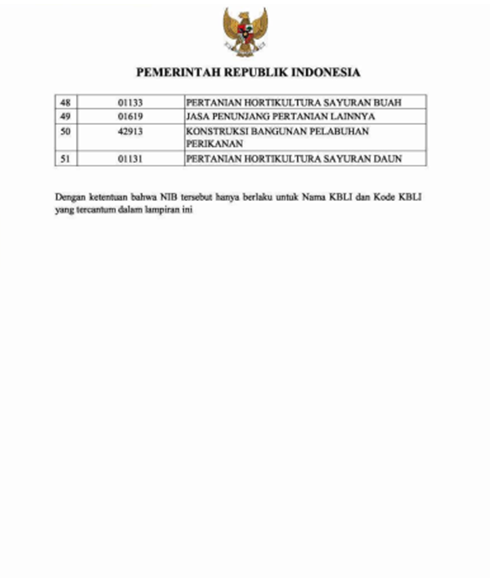 PEMERINTAH REPUBLIK INDONESIA
48 01133 PERTANIAN HORTIKULTURA SAYURAN BUAH
49 01619 JASA PENUNJANG PERTANIAN LAINNYA
50 42913 KONSTRUKSI BANGUNAN PELABUHAN
PERIKANAN
51 01131 PERTANIAN HORTIKULTURA SAYURAN DAUN
Dengan ketentuan bahwa NIB tersebut hanya berlaku untuk Nama KBLI dan Kode KBLI
yang tercantum dalam lampiran ini